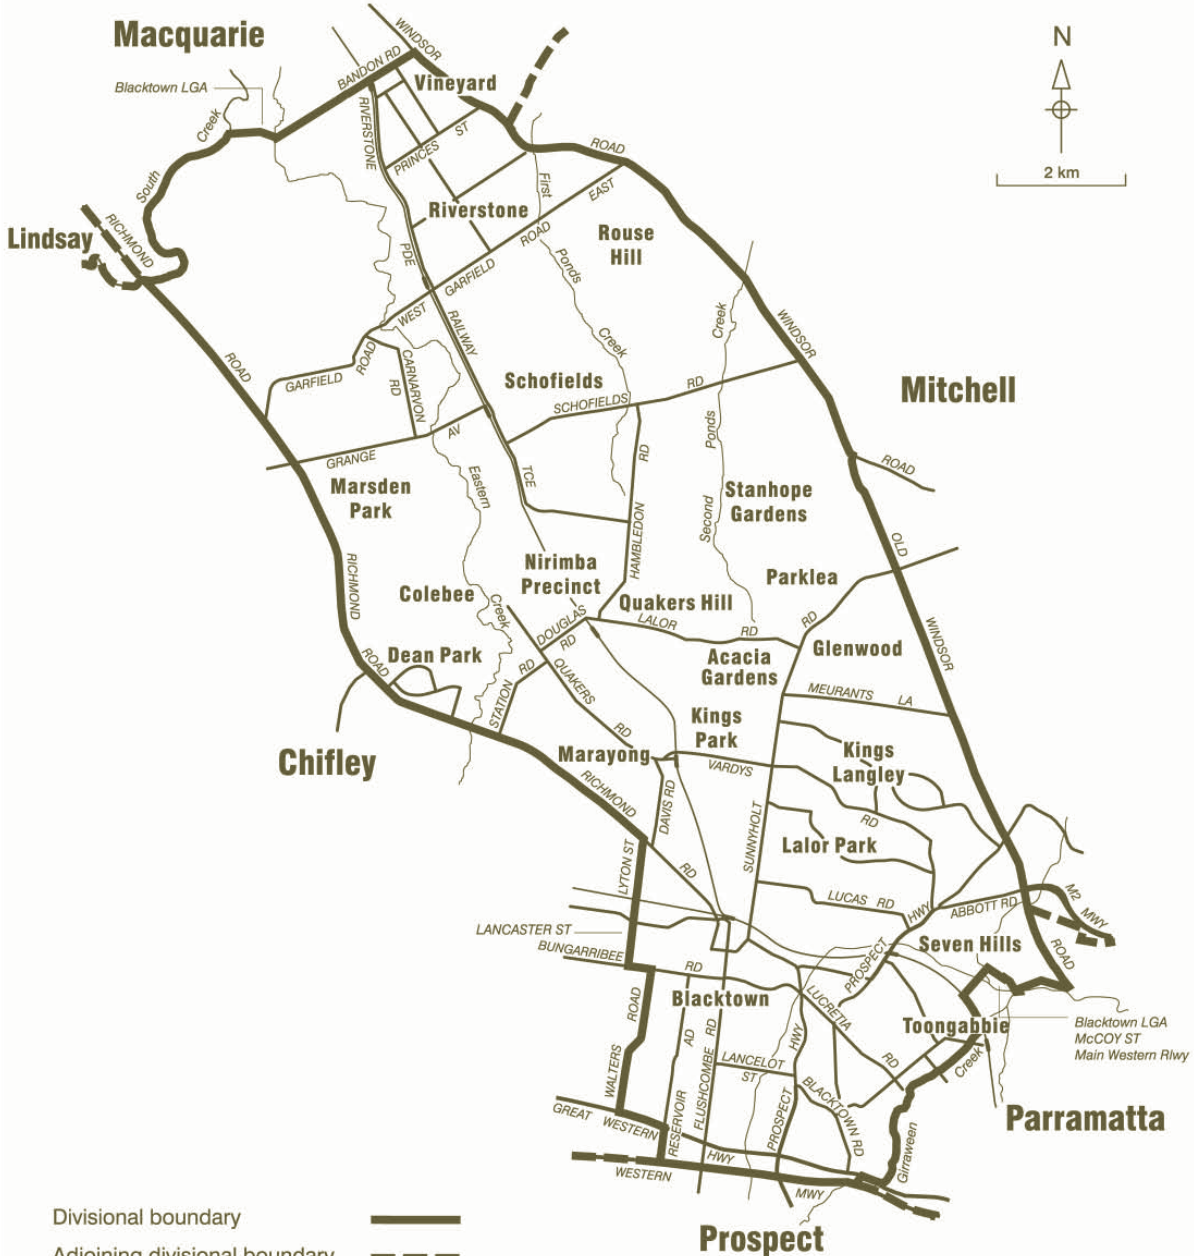 Macquarie
WINDSOR
N
BANDON RD
Blacktown LGA
Vineyard
Creek
RIVERSTONE
ST
PRINCES
ROAD
2 km
South
First
EAST
Riverstone
Lindsay
RICHMOND
ROAD
Rouse
Hill
PDE
GARFIELD
Ponds
WEST
RAILWAY
Creek
Creek
WINDSOR
ROAD
ROAD
GARFIELD
CARNARVON
RD
Schofields
RD
SCHOFIELDS
Mitchell
AV
GRANGE
Ponds
RD
ROAD
TCE
Eastern
Marsden
Park
Stanhope
Gardens
Second
HAMBLEDON
OLD
RICHMOND
Nirimba
Precinct
Parklea
Colebee
Creek
Quakers Hill
DOUGLAS
RD
LALOR
RD
RD
WINDSOR
Glenwood
ROAD
Dean Park
Acacia
Gardens
RD
STATION
QUAKERS
RD
MEURANTS LA
Kings
Park
Chifley
Marayong
VARDYS
Kings
Langley
RICHMOND
DAVIS RD
RD
SUNNYHOLT
Lalor Park
LYTON ST
RD
LUCAS RD
HWY
ABBOTT RD
M2
MWY
LANCASTER ST
BUNGARRIBEE
RD
PROSPECT
Seven Hills
ROAD
ROAD
Blacktown
LUCRETIA
RD
Toongabbie
Blacktown LGA
McCOY ST
Main Western Rlwy
Creek
WALTERS
AD
RD
HWY
LANCELOT
ST
BLACKTOWN RD
GREAT WESTERN
RESERVOIR
FLUSHCOMBE
PROSPECT
Parramatta
Girraween
HWY
WESTERN
MWY
Divisional boundary
Prospect
Adjoining divisional boundary